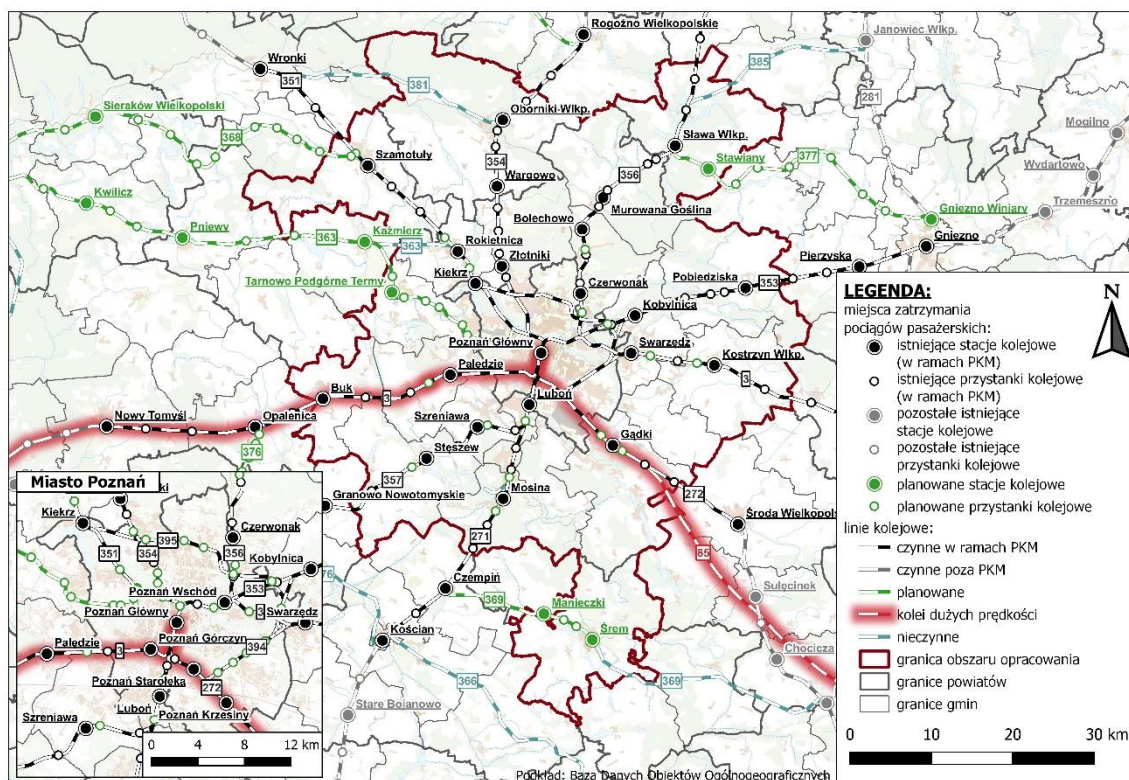 Rogoźno Wielkopolskie
Janowiec Wlkp.
Wronki
351
385
381
281
Sieraków Wielkopolski
Oborniki Wlkp.
Mogilno
368
Sława Wlkp.
354
Szamotuły
356
Stawiany
377
Wydartowo
Kwilicz
Wargowo
Murowana Goślina
Trzemeszno
Gniezno Winiary
Bolechowo
Pniewy
363
Kaźmierz
363
Rokietnica
Gniezno
Złotniki
Pierzyska
Kiekrz
Pobiedziska
353
Tarnowo Podgórne Termy
Czerwonak
Kobylnica
Poznań Główny
Swarzędz
Kostrzyn Wlkp.
Palędzie
3
Buk
3
Luboń
Nowy Tomyśl
Opalenica
Szreniawa
376
Stęszew
Gądki
357
Granowo Nowotomyskie
Mosina
272
271
Środa Wielkopols
85
Czempiń
369
Manieczki
Sulęcinek
Kościan
Śrem
Chocicza
366
369
Stare Bojanowo
Miasto Poznań
ki
Kiekrz
395
Czerwonak
351
354
356
Kobylnica
76
Poznań Wschód
353
Poznań Główny
3
Swarzędz
Palędzie
3
Poznań Górczyn
394
Poznań Starołęka
272
Luboń
Szreniawa
Poznań Krzesiny
0 4 8 12 km
LEGENDA:
N
miejsca zatrzymania
pociągów pasażerskich:
istniejące stacje kolejowe
(w ramach PKM)
istniejące przystanki kolejowe
(w ramach PKM)
pozostałe istniejące
stacje kolejowe
pozostałe istniejące
przystanki kolejowe
planowane stacje kolejowe
planowane przystanki kolejowe
linie kolejowe:
czynne w ramach PKM
czynne poza PKM
planowane
kolei dużych prędkości
nieczynne
granica obszaru opracowania
granice powiatów
granice gmin
0 10 20 30 km
Podkład: Baza Danych Obiektów Ogólnogeograficznych